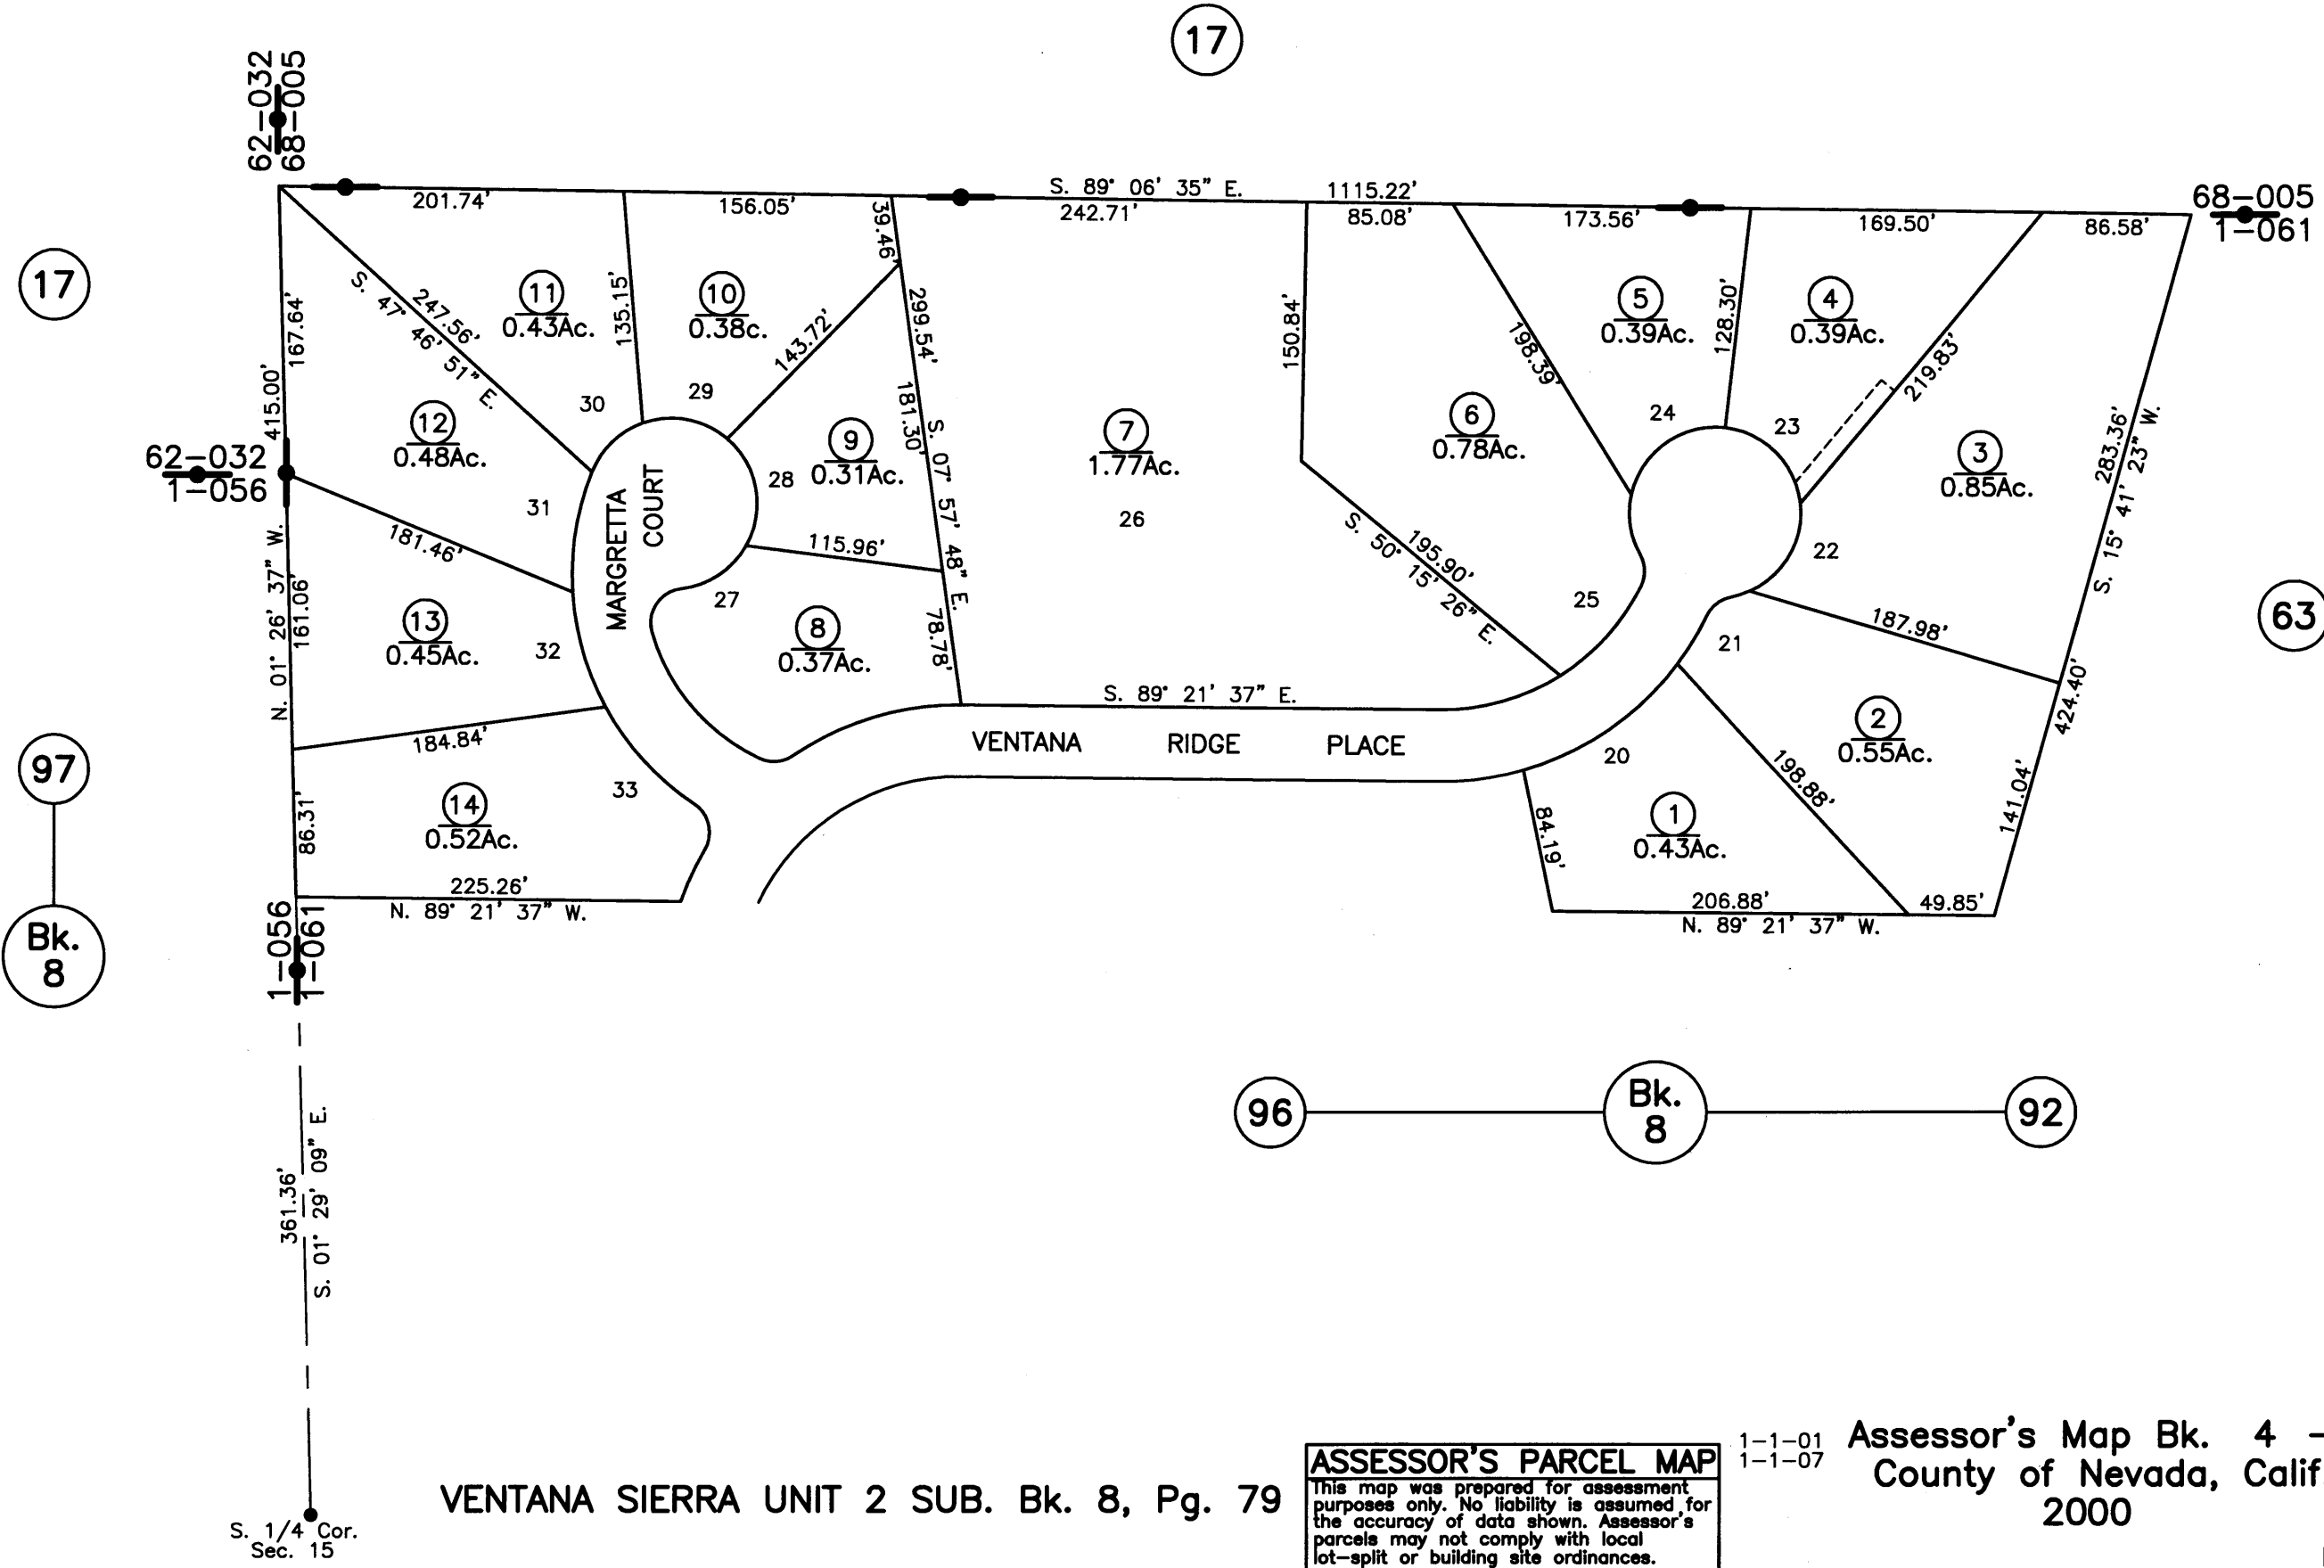 17
62-032
68-005
S. 89° 06' 35" E. 1115.22'
201.74'
156.05'
242.71'
85.08'
173.56'
169.50'
86.58'
68-005
1-061
17
167.64'
415.00'
S. 47° 46' 51" E.
247.56'
11
0.43Ac.
135.15'
10
0.38c.
39.46'
143.72'
299.54'
181.30'
S. 07° 57' 48" E.
78.78'
150.84'
198.39'
5
0.39Ac.
128.30'
4
0.39Ac.
219.83'
283.36'
S. 15° 41' 23" W.
424.40'
30
29
24
23
12
0.48Ac.
9
0.31Ac.
7
1.77Ac.
6
0.78Ac.
3
0.85Ac.
62-032
1-056
31
28
26
MARGRETTA
COURT
181.46'
115.96'
S. 50° 15' 26" E.
195.90'
22
N. 01° 26' 37" W.
161.06'
13
0.45Ac.
32
27
8
0.37Ac.
25
21
187.98'
63
S. 89° 21' 37" E.
VENTANA RIDGE PLACE
184.84'
20
2
0.55Ac.
198.88'
141.04'
97
86.31'
14
0.52Ac.
33
84.19'
1
0.43Ac.
225.26'
N. 89° 21' 37" W.
206.88'
49.85'
N. 89° 21' 37" W.
Bk.
8
1-056
1-061
96
Bk.
8
92
361.36'
S. 01° 29' 09" E.
S. 1/4 Cor.
Sec. 15
VENTANA SIERRA UNIT 2 SUB. Bk. 8, Pg. 79
ASSESSOR'S PARCEL MAP
This map was prepared for assessment
purposes only. No liability is assumed for
the accuracy of data shown. Assessor's
parcels may not comply with local
lot-split or building site ordinances.
1-1-01
1-1-07
Assessor's Map Bk. 4 -
County of Nevada, Calif
2000